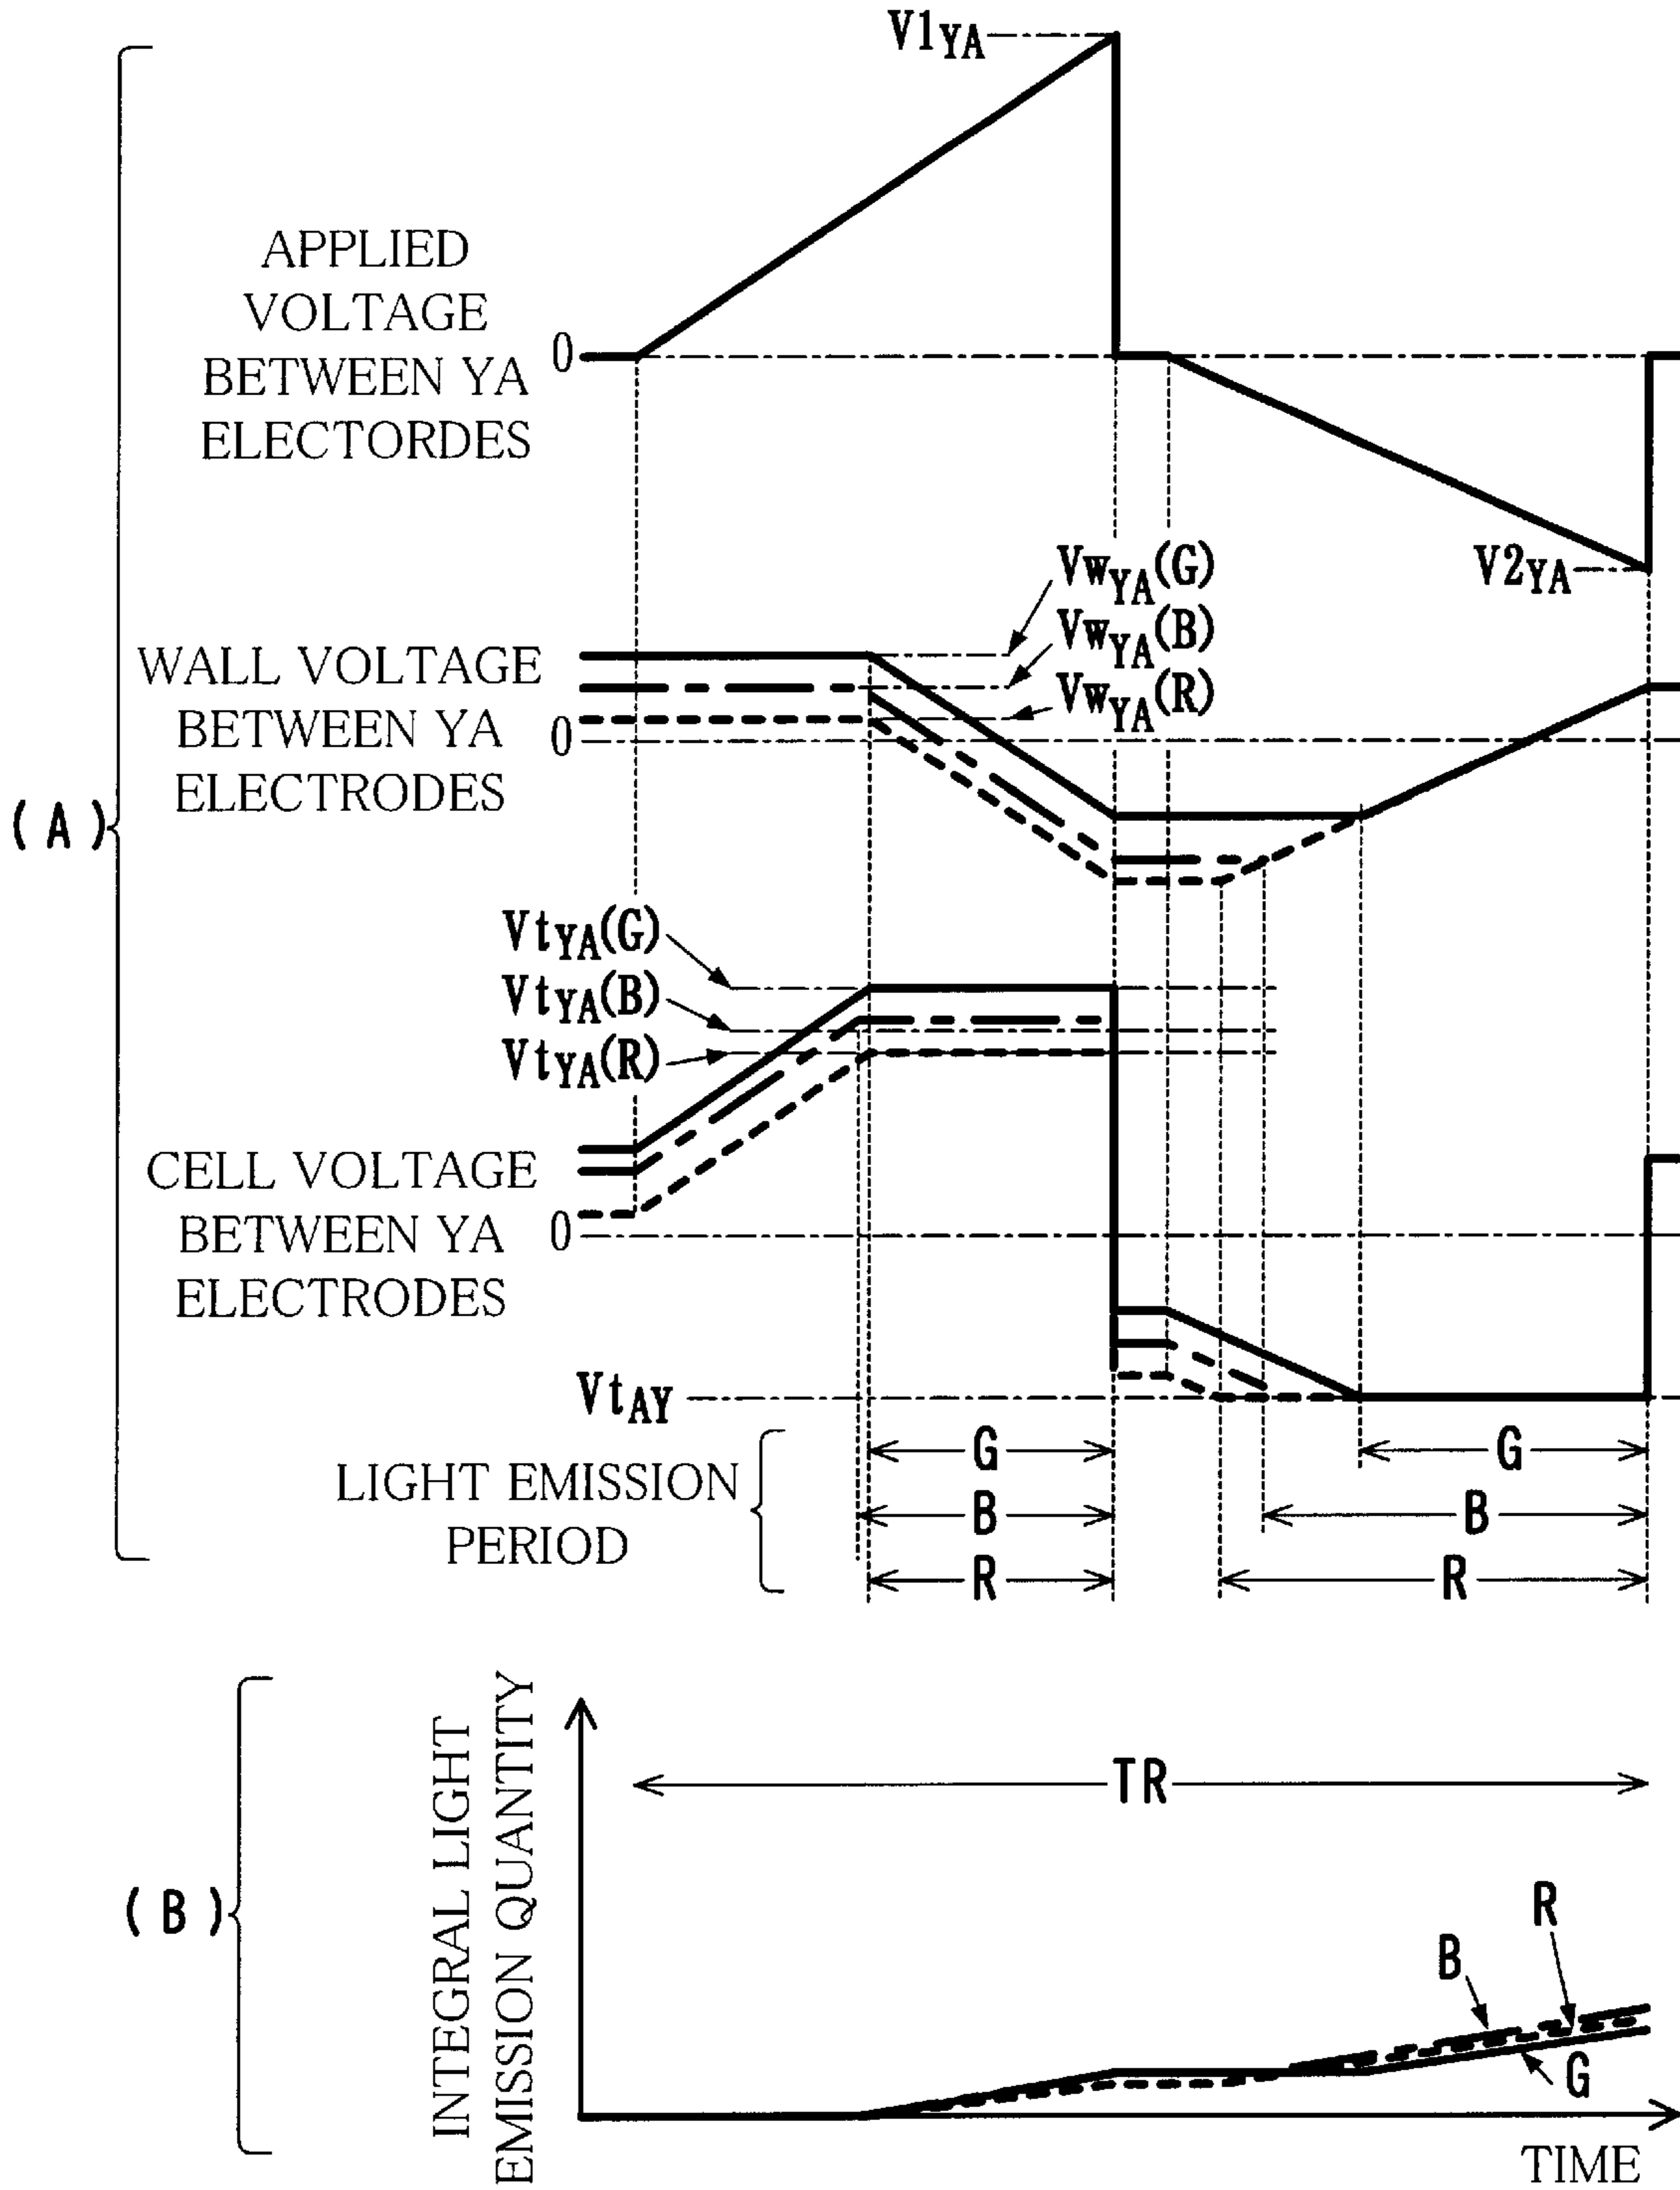 (A)
V1YA
APPLIED
VOLTAGE
BETWEEN YA
ELECTORDES
0
V2YA
VwYA(G)
VwYA(B)
VwYA(R)
WALL VOLTAGE
BETWEEN YA
ELECTRODES
0
VtYA(G)
VtYA(B)
VtYA(R)
CELL VOLTAGE
BETWEEN YA
ELECTRODES
0
VtAY
LIGHT EMISSION
PERIOD
G
B
R
G
B
R
(B)
INTEGRAL LIGHT
EMISSION QUANTITY
TR
B
R
G
TIME